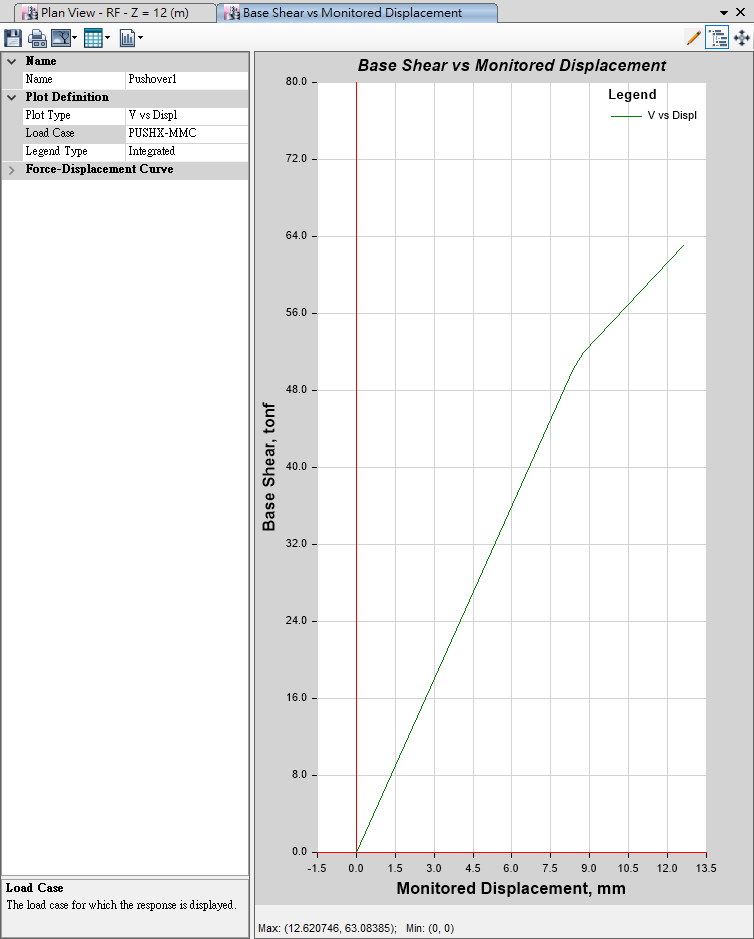 Plan View - RF - Z = 12 (m)
Base Shear vs Monitored Displacement
Name
Name Pushover1
Plot Definition
Plot Type V vs Displ
Load Case PUSHX-MMC
Legend Type Integrated
Force-Displacement Curve
Load Case
The load case for which the response is displayed.
Base Shear vs Monitored Displacement
Legend
V vs Displ
80.0
72.0
64.0
56.0
48.0
40.0
32.0
24.0
16.0
8.0
0.0
Base Shear, tonf
-1.5 0.0 1.5 3.0 4.5 6.0 7.5 9.0 10.5 12.0 13.5
Monitored Displacement, mm
Max: (12.620746, 63.08385); Min: (0, 0)